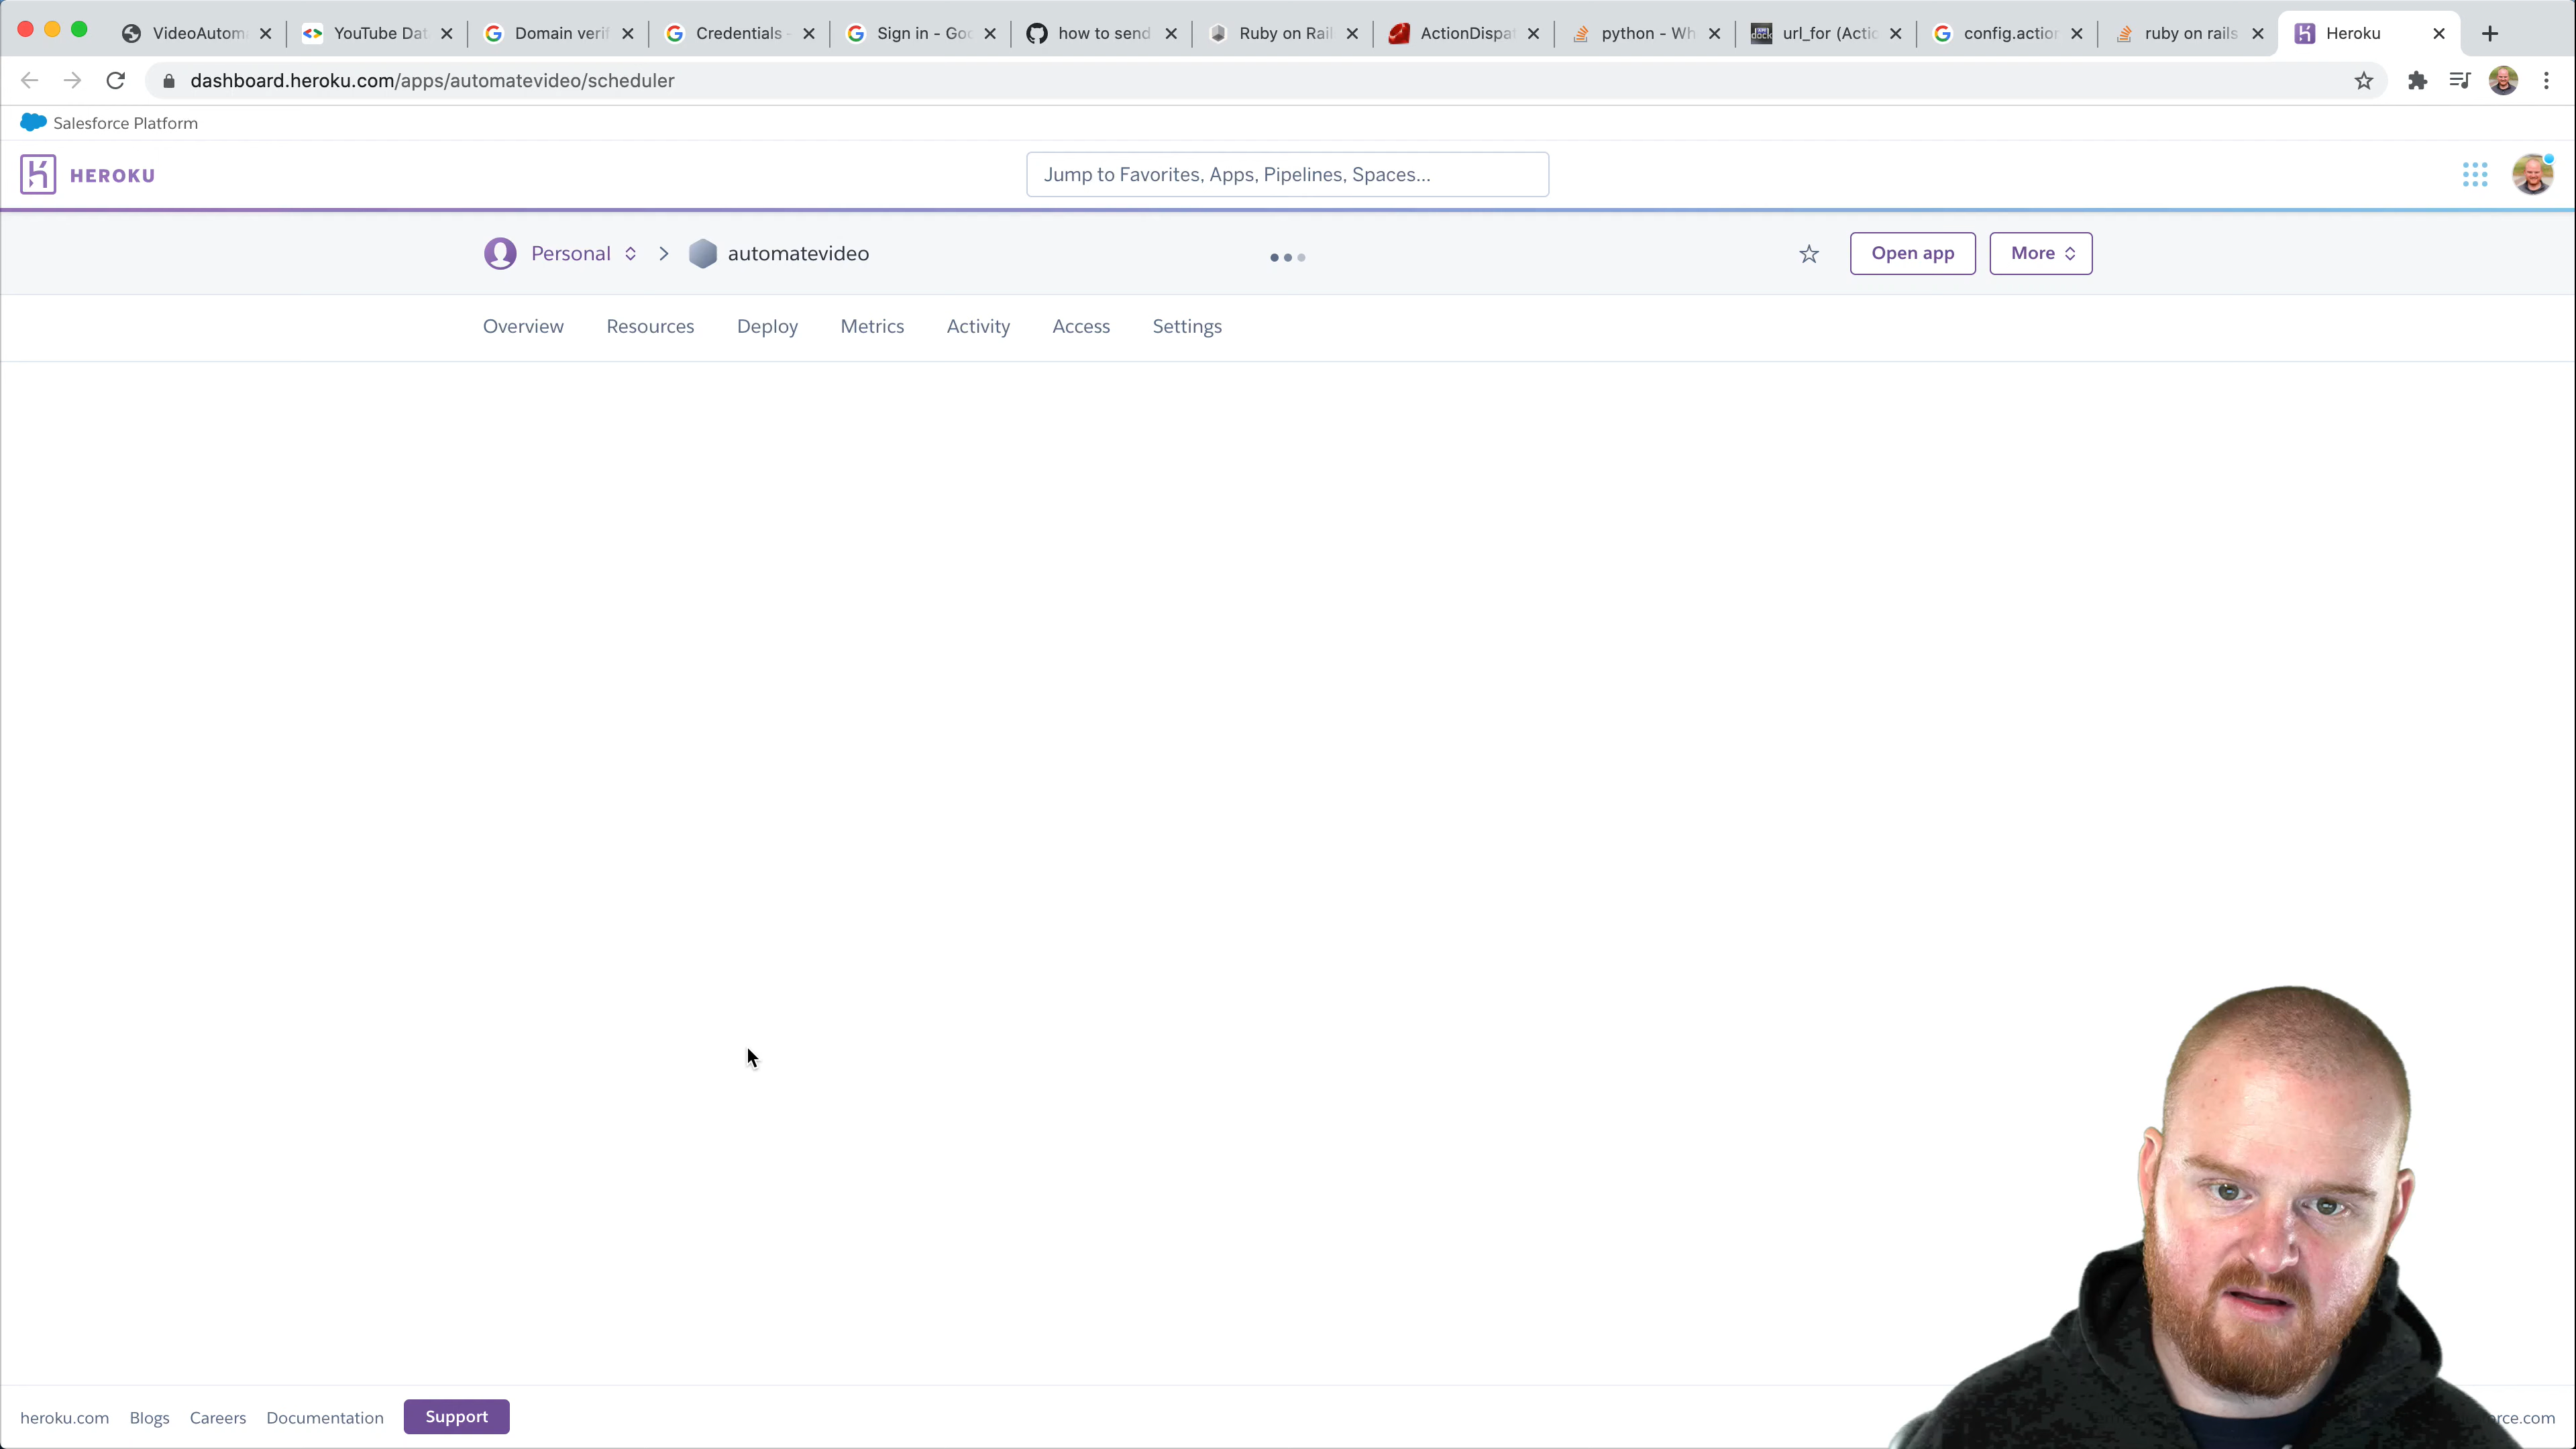 VideoAutom
YouTube Dat
Domain verif
Credentials -
Sign in - Goo
how to send
Ruby on Rail
ActionDispat
python - Wh
url_for (Actio
config.action
ruby on rails
Heroku
dashboard.heroku.com/apps/automatevideo/scheduler
Salesforce Platform
HEROKU
Jump to Favorites, Apps, Pipelines, Spaces...
Personal
automatevideo
Open app
More
Overview
Resources
Deploy
Metrics
Activity
Access
Settings
heroku.com
Blogs
Careers
Documentation
Support
rce.com